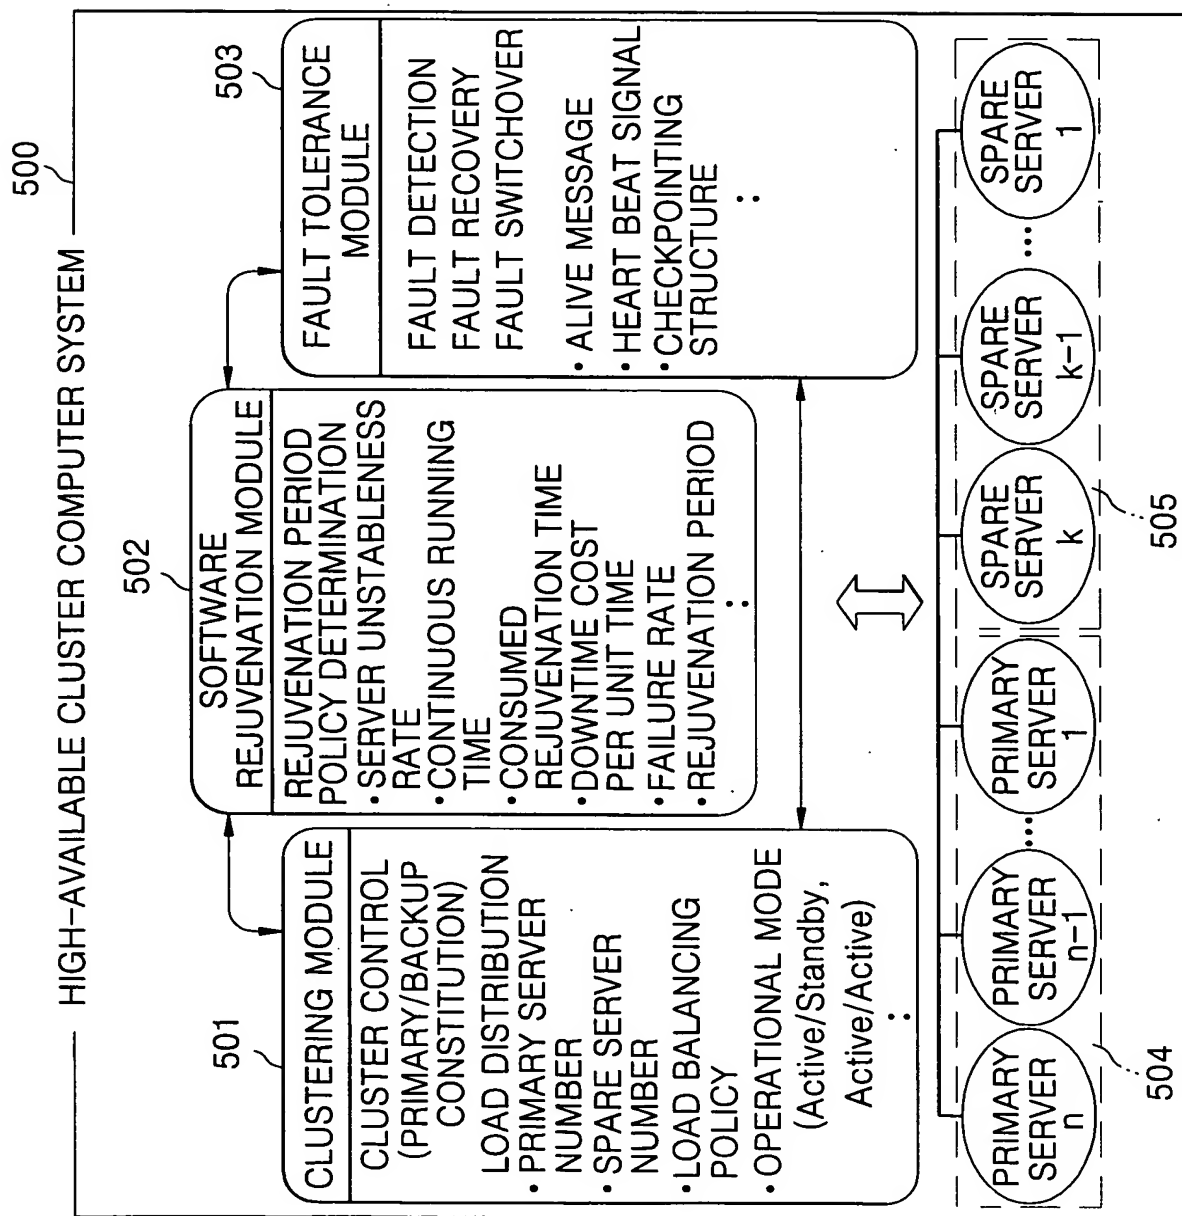 HIGH-AVAILABLE CLUSTER COMPUTER SYSTEM
500
501
CLUSTERING MODULE
CLUSTER CONTROL
(PRIMARY/BACKUP
CONSTITUTION)
LOAD DISTRIBUTION
• PRIMARY SERVER
NUMBER
• SPARE SERVER
NUMBER
• LOAD BALANCING
POLICY
• OPERATIONAL MODE
(Active/Standby,
Active/Active)
⋮
502
SOFTWARE
REJUVENATION MODULE
REJUVENATION PERIOD
POLICY DETERMINATION
• SERVER UNSTABLENESS
RATE
• CONTINUOUS RUNNING
TIME
• CONSUMED
REJUVENATION TIME
• DOWNTIME COST
PER UNIT TIME
• FAILURE RATE
• REJUVENATION PERIOD
⋮
503
FAULT TOLERANCE
MODULE
FAULT DETECTION
FAULT RECOVERY
FAULT SWITCHOVER
• ALIVE MESSAGE
• HEART BEAT SIGNAL
• CHECKPOINTING
STRUCTURE
⋮
PRIMARY
SERVER
n
PRIMARY
SERVER
n-1
...
PRIMARY
SERVER
1
SPARE
SERVER
k
SPARE
SERVER
k-1
...
SPARE
SERVER
1
504
505